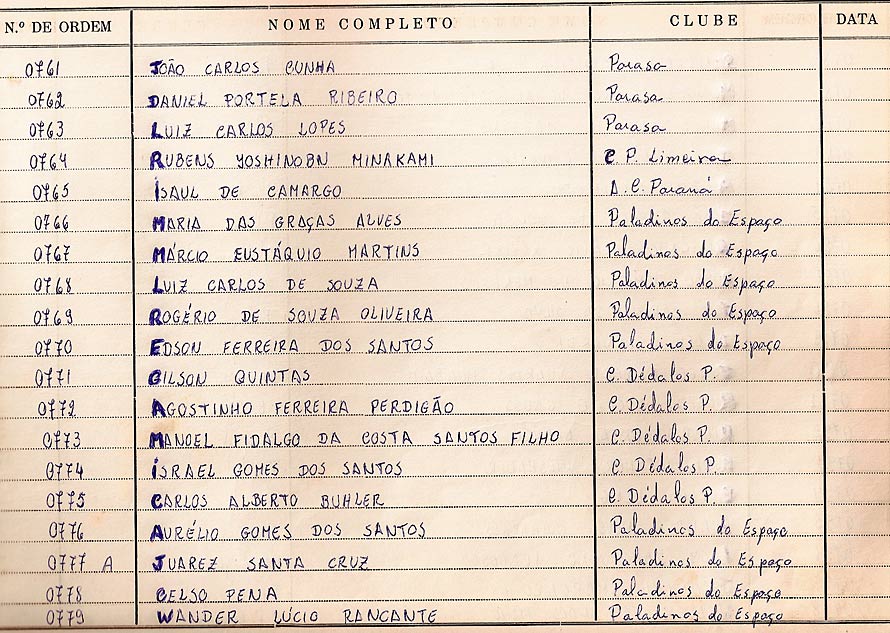 N.º DE ORDEM NOME COMPLETO CLUBE DATA
0761 JOÃO CARLOS CUNHA Parasa
0762 DANIEL PORTELA RIBEIRO Parasa
0763 LUIZ CARLOS LOPES Parasa
0764 RUBENS YOSHINOBN MINAKAMI C. P. Limeira
0765 ISAUL DE CAMARGO A. C. Paraná
0766 MARIA DAS GRAÇAS ALVES Paladinos do Espaço
0767 MÁRCIO EUSTÁQUIO MARTINS Paladinos do Espaço
0768 LUIZ CARLOS DE SOUZA Paladinos do Espaço
0769 ROGÉRIO DE SOUZA OLIVEIRA Paladinos do Espaço
0770 EDSON FERREIRA DOS SANTOS Paladinos do Espaço
0771 GILSON QUINTAS C. Dédalos P.
0772 AGOSTINHO FERREIRA PERDIGÃO C. Dédalos P.
0773 MANOEL FIDALGO DA COSTA SANTOS FILHO C. Dédalos P.
0774 ISRAEL GOMES DOS SANTOS C. Dédalos P.
0775 CARLOS ALBERTO BUHLER C. Dédalos P.
0776 AURÉLIO GOMES DOS SANTOS Paladinos do Espaço
0777 A JUAREZ SANTA CRUZ Paladinos do Espaço
0778 CELSO PENA Paladinos do Espaço
0779 WANDER LÚCIO RANCANTE Paladinos do Espaço